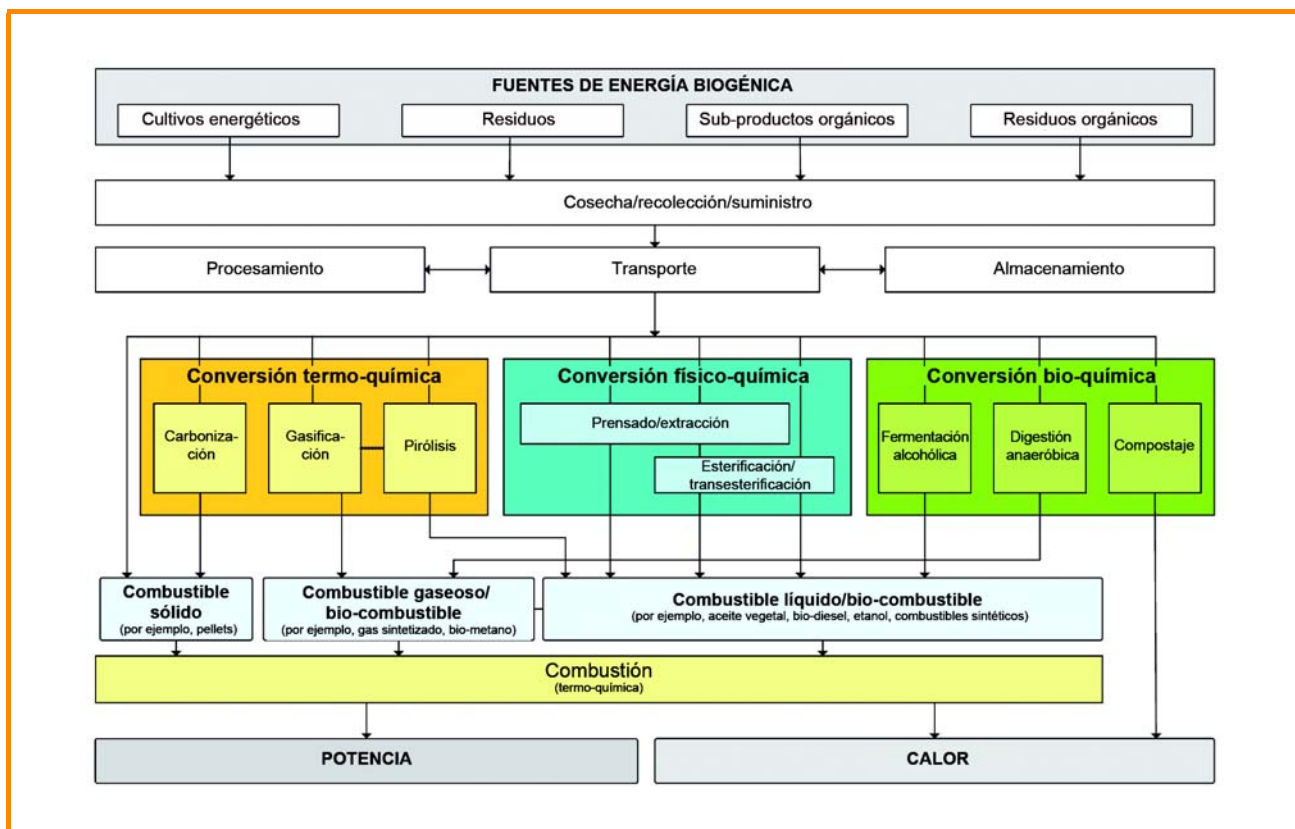 FUENTES DE ENERGÍA BIOGÉNICA
Cultivos energéticos
Residuos
Sub-productos orgánicos
Residuos orgánicos
Cosecha/recolección/suministro
Procesamiento
Transporte
Almacenamiento
Conversión termo-química
Carboniza-
ción
Gasifica-
ción
Pirólisis
Conversión físico-química
Prensado/extracción
Esterificación/
transesterificación
Conversión bio-química
Fermentación
alcohólica
Digestión
anaeróbica
Compostaje
Combustible
sólido
(por ejemplo, pellets)
Combustible gaseoso/
bio-combustible
(por ejemplo, gas sintetizado, bio-metano)
Combustible líquido/bio-combustible
(por ejemplo, aceite vegetal, bio-diesel, etanol, combustibles sintéticos)
Combustión
(termo-química)
POTENCIA
CALOR